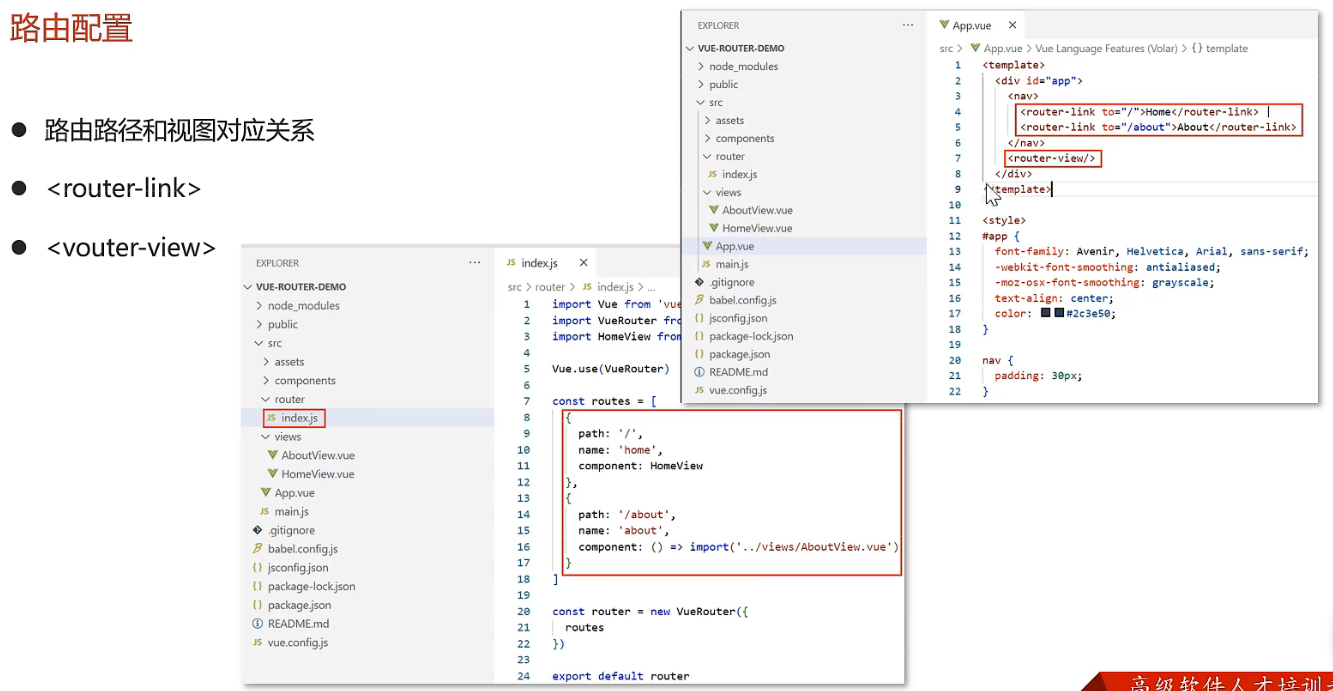 路由配置
路由路径和视图对应关系
<router-link>
<vouter-view>
EXPLORER ···
VUE-ROUTER-DEMO
node_modules
public
src
assets
components
router
JS index.js
views
AboutView.vue
HomeView.vue
App.vue
JS main.js
.gitignore
babel.config.js
{} jsconfig.json
{} package-lock.json
{} package.json
README.md
JS vue.config.js
App.vue ×
src > App.vue > Vue Language Features (Volar) > {} template
1 <template>
2 <div id="app">
3 <nav>
4 <router-link to="/">Home</router-link> |
5 <router-link to="/about">About</router-link>
6 </nav>
7 <router-view/>
8 </div>
9 </template>
10
11 <style>
12 #app {
13 font-family: Avenir, Helvetica, Arial, sans-serif;
14 -webkit-font-smoothing: antialiased;
15 -moz-osx-font-smoothing: grayscale;
16 text-align: center;
17 color: #2c3e50;
18 }
19
20 nav {
21 padding: 30px;
22 }
EXPLORER ···
VUE-ROUTER-DEMO
node_modules
public
src
assets
components
router
JS index.js
views
AboutView.vue
HomeView.vue
App.vue
JS main.js
.gitignore
babel.config.js
{} jsconfig.json
{} package-lock.json
{} package.json
README.md
JS vue.config.js
JS index.js ×
src > router > JS index.js > ...
1 import Vue from 'vue
2 import VueRouter fro
3 import HomeView from
4
5 Vue.use(VueRouter)
6
7 const routes = [
8 {
9 path: '/',
10 name: 'home',
11 component: HomeView
12 },
13 {
14 path: '/about',
15 name: 'about',
16 component: () => import('../views/AboutView.vue')
17 }
18 ]
19
20 const router = new VueRouter({
21 routes
22 })
23
24 export default router
高级软件人才培训